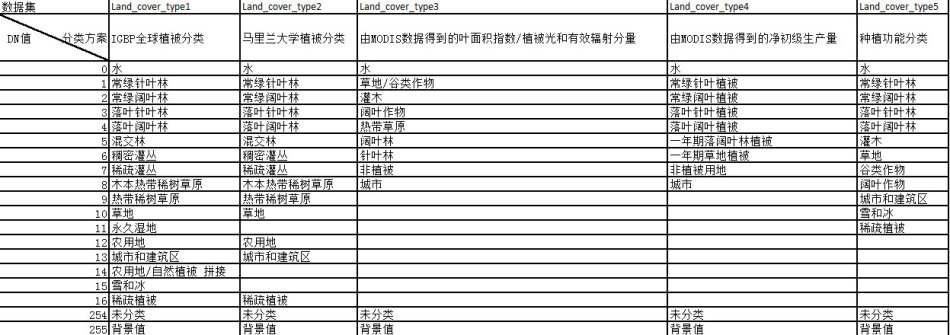 数据集 Land_cover_type1 Land_cover_type2 Land_cover_type3 Land_cover_type4 Land_cover_type5
DN值 分类方案 IGBP全球植被分类 马里兰大学植被分类 由MODIS数据得到的叶面积指数/植被光和有效辐射分量 由MODIS数据得到的净初级生产量 种植功能分类
0 水 水 水 水 水
1 常绿针叶林 常绿针叶林 草地/谷类作物 常绿针叶植被 常绿针叶林
2 常绿阔叶林 常绿阔叶林 灌木 常绿阔叶植被 常绿阔叶林
3 落叶针叶林 落叶针叶林 阔叶作物 落叶针叶植被 落叶针叶林
4 落叶阔叶林 落叶阔叶林 热带草原 落叶阔叶植被 落叶阔叶林
5 混交林 混交林 阔叶林 一年期落阔叶林植被 灌木
6 稠密灌丛 稠密灌丛 针叶林 一年期草地植被 草地
7 稀疏灌丛 稀疏灌丛 非植被 非植被用地 谷类作物
8 木本热带稀树草原 木本热带稀树草原 城市 城市 阔叶作物
9 热带稀树草原 热带稀树草原 城市和建筑区
10 草地 草地 雪和冰
11 永久湿地 稀疏植被
12 农用地 农用地
13 城市和建筑区 城市和建筑区
14 农用地/自然植被 拼接
15 雪和冰
16 稀疏植被 稀疏植被
254 未分类 未分类 未分类 未分类 未分类
255 背景值 背景值 背景值 背景值 背景值